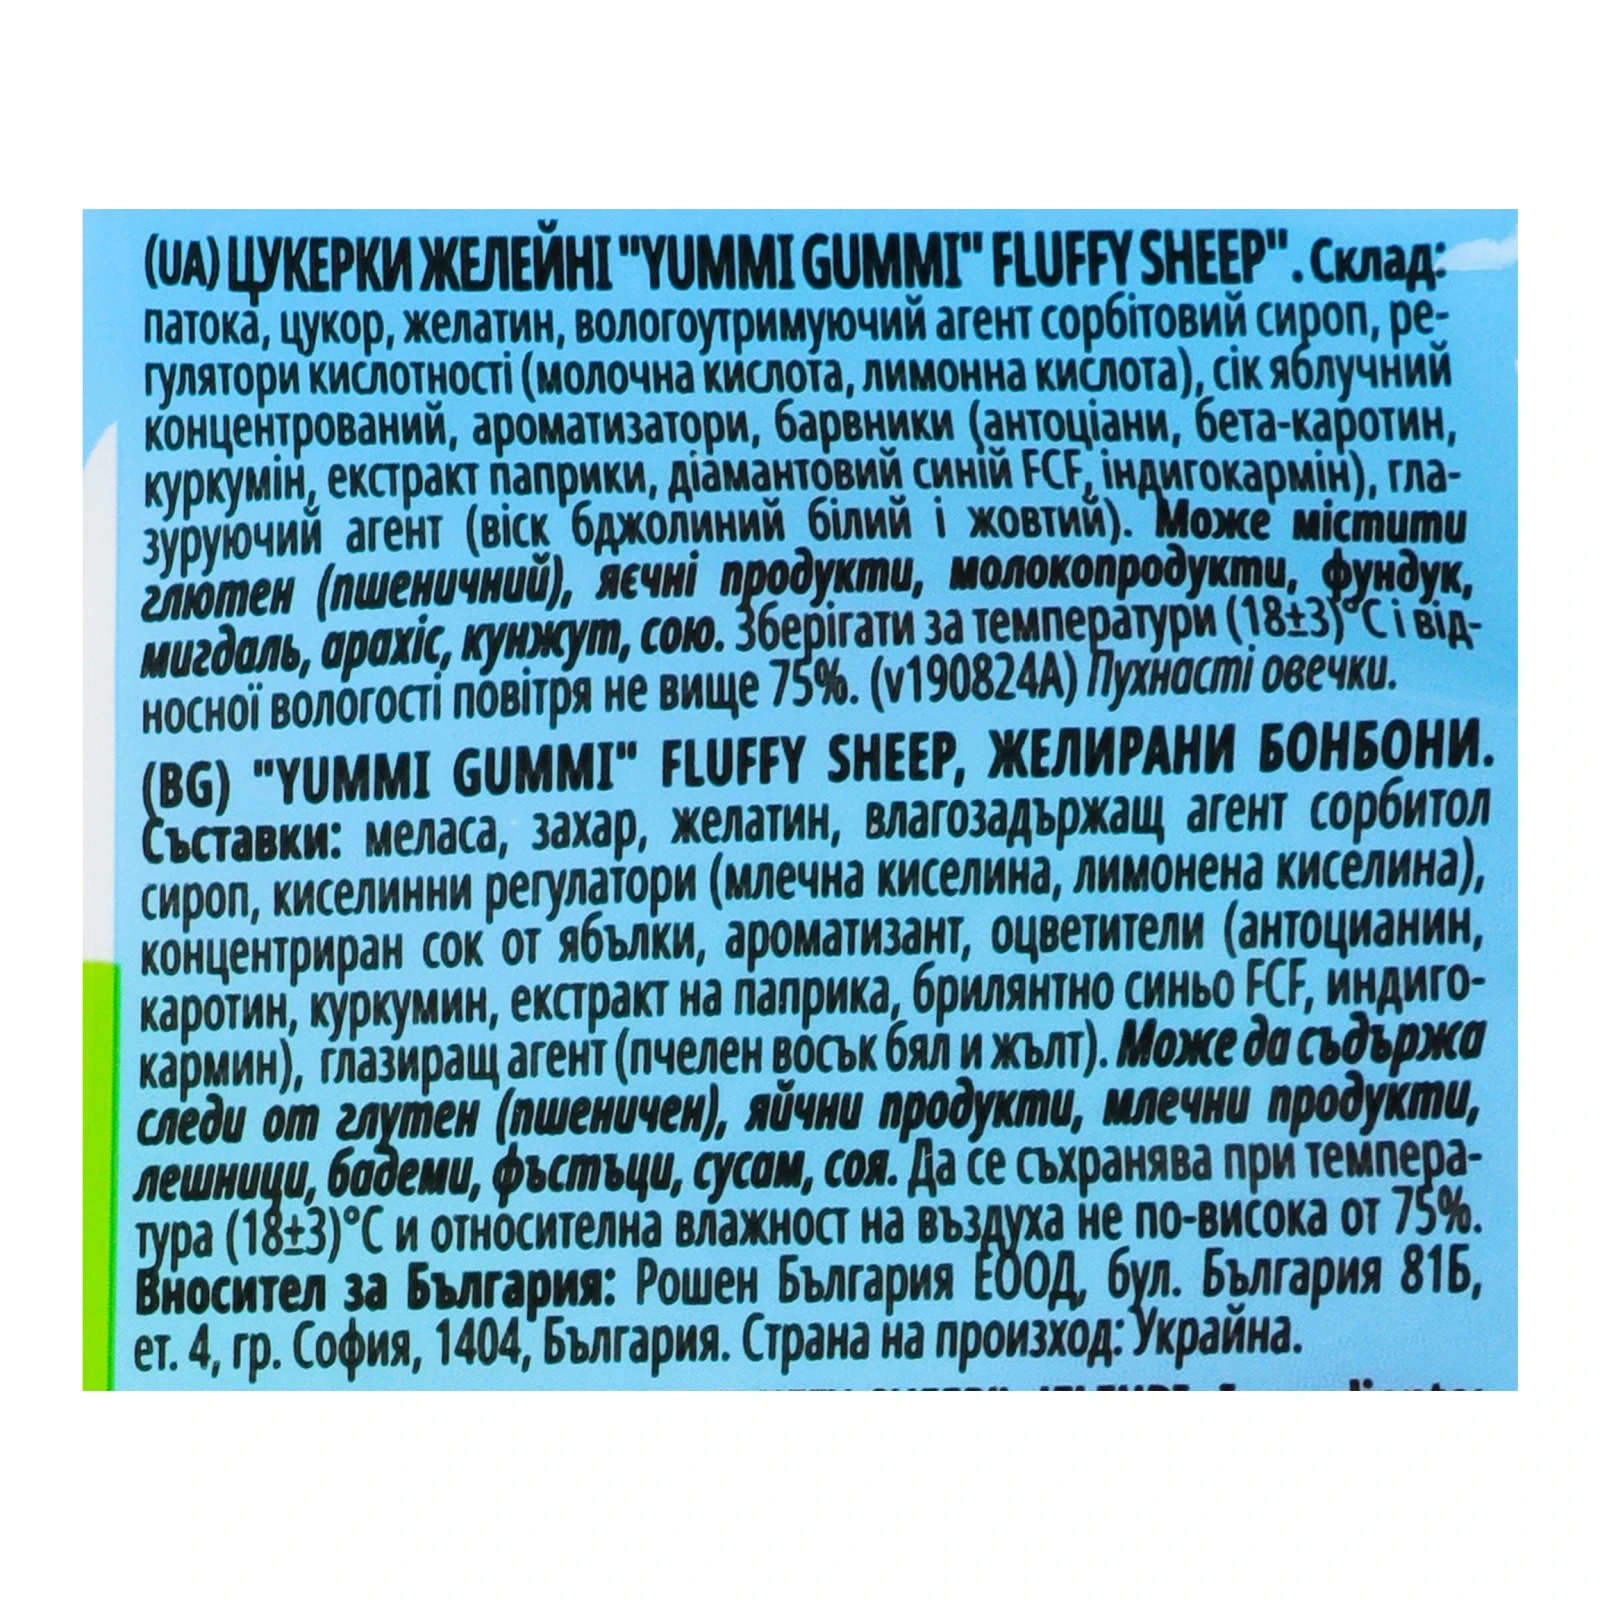 (UA) ЦУКЕРКИ ЖЕЛЕЙНІ "YUMMI GUMMI" FLUFFY SHEEP". Склад:
патока, цукор, желатин, вологоутримуючий агент сорбітовий сироп, ре-
гулятори кислотності (молочна кислота, лимонна кислота), сік яблучний
концентрований, ароматизатори, барвники (антоціани, бета-каротин,
куркумін, екстракт паприки, діамантовий синій FCF, індигокармін), гла-
зуруючий агент (віск бджолиний білий і жовтий). Може містити
глютен (пшеничний), яєчні продукти, молокопродукти, фундук,
мигдаль, арахіс, кунжут, сою. Зберігати за температури (18±3)°С і від-
носної вологості повітря не вище 75%. (v190824A) Пухнасті овечки.
(BG) "YUMMI GUMMI" FLUFFY SHEEP, ЖЕЛИРАНИ БОНБОНИ.
Съставки: меласа, захар, желатин, влагозадържащ агент сорбитол
сироп, киселинни регулатори (млечна киселина, лимонена киселина),
концентриран сок от ябълки, ароматизант, оцветители (антоцианин,
каротин, куркумин, екстракт на паприка, брилянтно синьо FCF, индиго-
кармин), глазиращ агент (пчелен восък бял и жълт). Може да съдържа
следи от глутен (пшеничен), яйчни продукти, млечни продукти,
лешници, бадеми, фъстъци, сусам, соя. Да се съхранява при темпера-
тура (18±3)°С и относителна влажност на въздуха не по-висока от 75%.
Вносител за България: Рошен България ЕООД, бул. България 81Б,
ет. 4, гр. София, 1404, България. Страна на произход: Украйна.